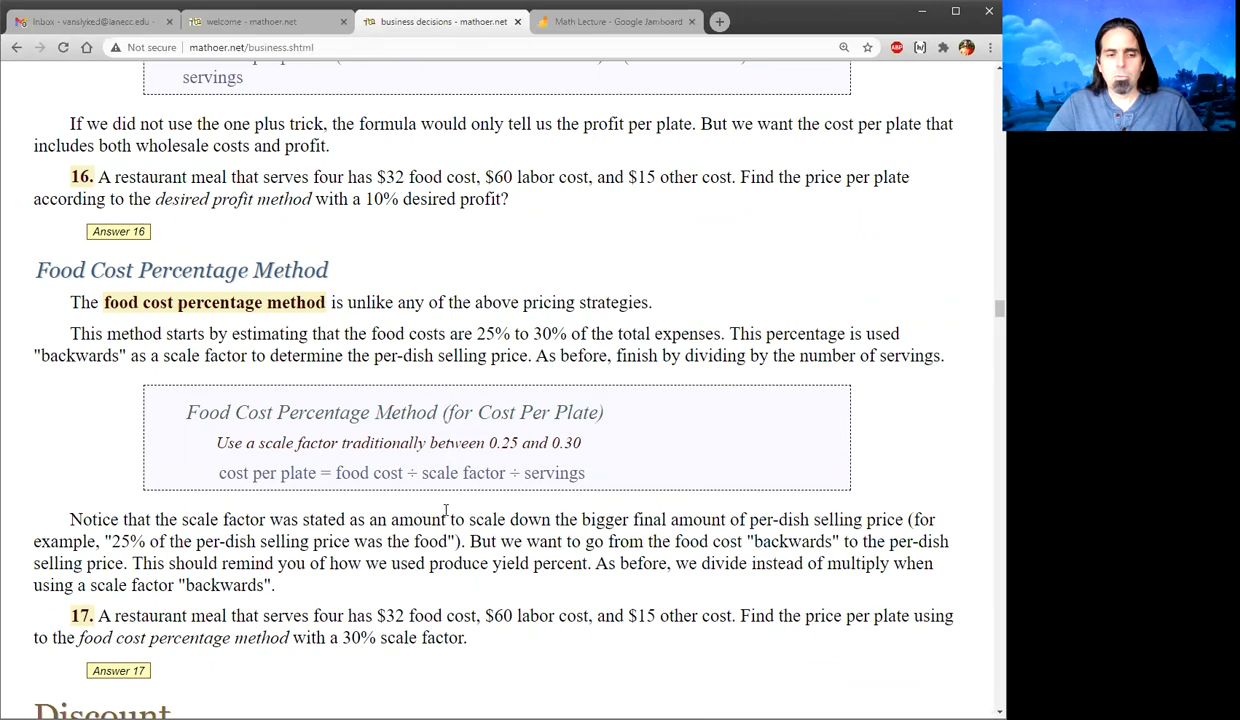 Inbox - vanslyked@lanecc.edu -
welcome - mathoer.net
business decisions - mathoer.net
Math Lecture - Google Jamboard
Not secure | mathoer.net/business.shtml
servings
If we did not use the one plus trick, the formula would only tell us the profit per plate. But we want the cost per plate that
includes both wholesale costs and profit.
16. A restaurant meal that serves four has $32 food cost, $60 labor cost, and $15 other cost. Find the price per plate
according to the desired profit method with a 10% desired profit?
Answer 16
Food Cost Percentage Method
The food cost percentage method is unlike any of the above pricing strategies.
This method starts by estimating that the food costs are 25% to 30% of the total expenses. This percentage is used
"backwards" as a scale factor to determine the per-dish selling price. As before, finish by dividing by the number of servings.
Food Cost Percentage Method (for Cost Per Plate)
Use a scale factor traditionally between 0.25 and 0.30
cost per plate = food cost ÷ scale factor ÷ servings
Notice that the scale factor was stated as an amount to scale down the bigger final amount of per-dish selling price (for
example, "25% of the per-dish selling price was the food"). But we want to go from the food cost "backwards" to the per-dish
selling price. This should remind you of how we used produce yield percent. As before, we divide instead of multiply when
using a scale factor "backwards".
17. A restaurant meal that serves four has $32 food cost, $60 labor cost, and $15 other cost. Find the price per plate using
to the food cost percentage method with a 30% scale factor.
Answer 17
Discount